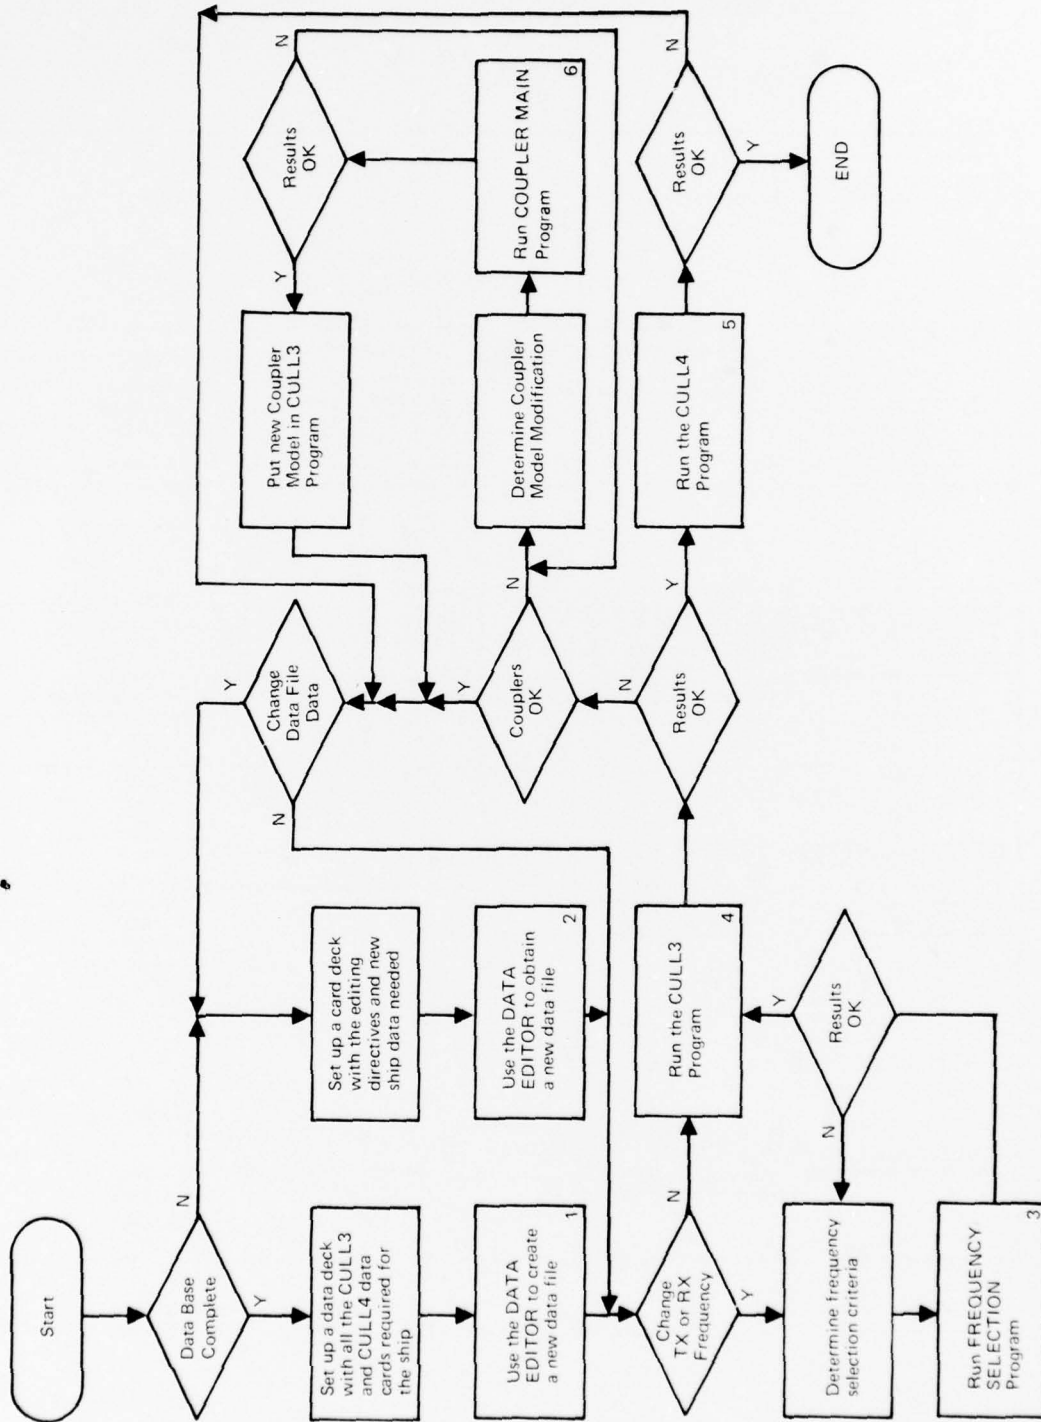 Start
Data Base
Complete
N
Y
Set up a data deck
with all the CULL3
and CULL4 data
cards required for
the ship
Use the DATA
EDITOR to create
a new data file
1
Change
TX or RX
Frequency
N
Y
Determine frequency
selection criteria
Run FREQUENCY
SELECTION
Program
3
Set up a card deck
with the editing
directives and new
ship data needed
Use the DATA
EDITOR to obtain
a new data file
2
Run the CULL3
Program
4
Y
Results
OK
N
Change
Data File
Data
Y
N
Couplers
OK
Y
N
Results
OK
N
Y
Put new Coupler
Model in CULL3
Program
Determine Coupler
Model Modification
Run the CULL4
Program
5
Results
OK
N
Y
Run COUPLER MAIN
Program
6
Results
OK
N
Y
END